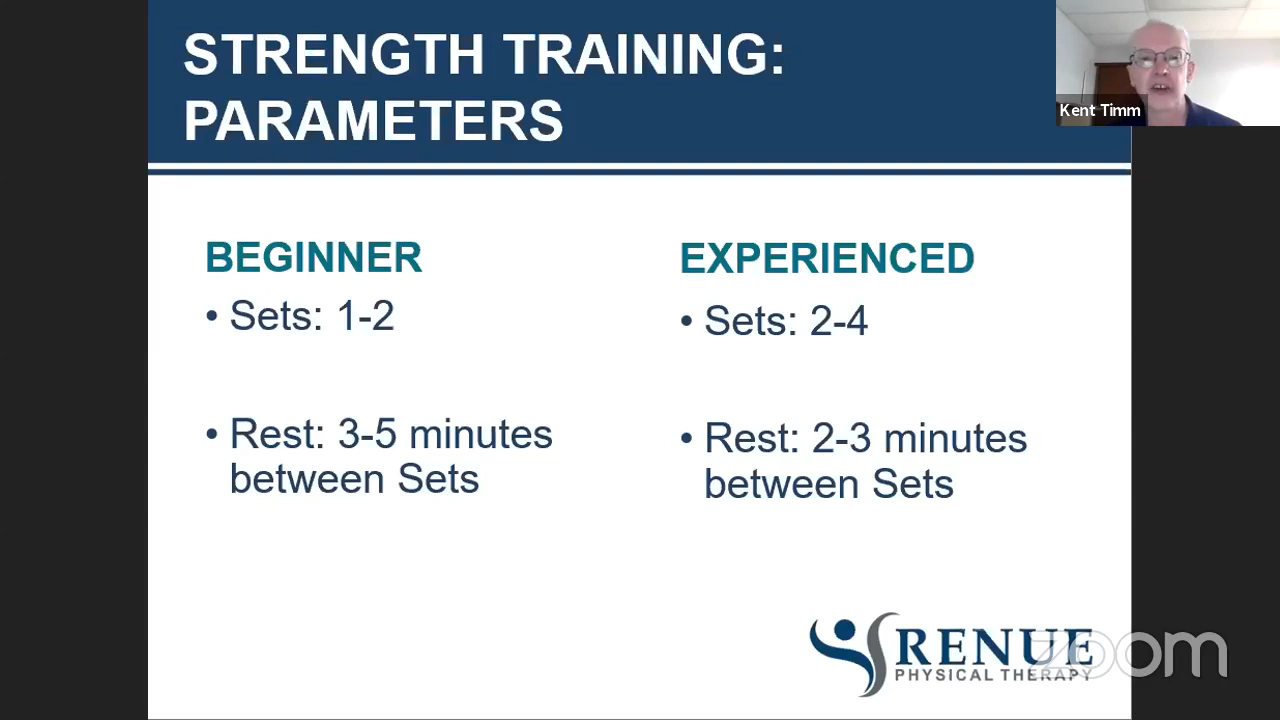 STRENGTH TRAINING:
PARAMETERS
Kent Timm
BEGINNER
• Sets: 1-2
• Rest: 3-5 minutes
between Sets
EXPERIENCED
• Sets: 2-4
• Rest: 2-3 minutes
between Sets
RENUE
PHYSICAL THERAPY
zoom